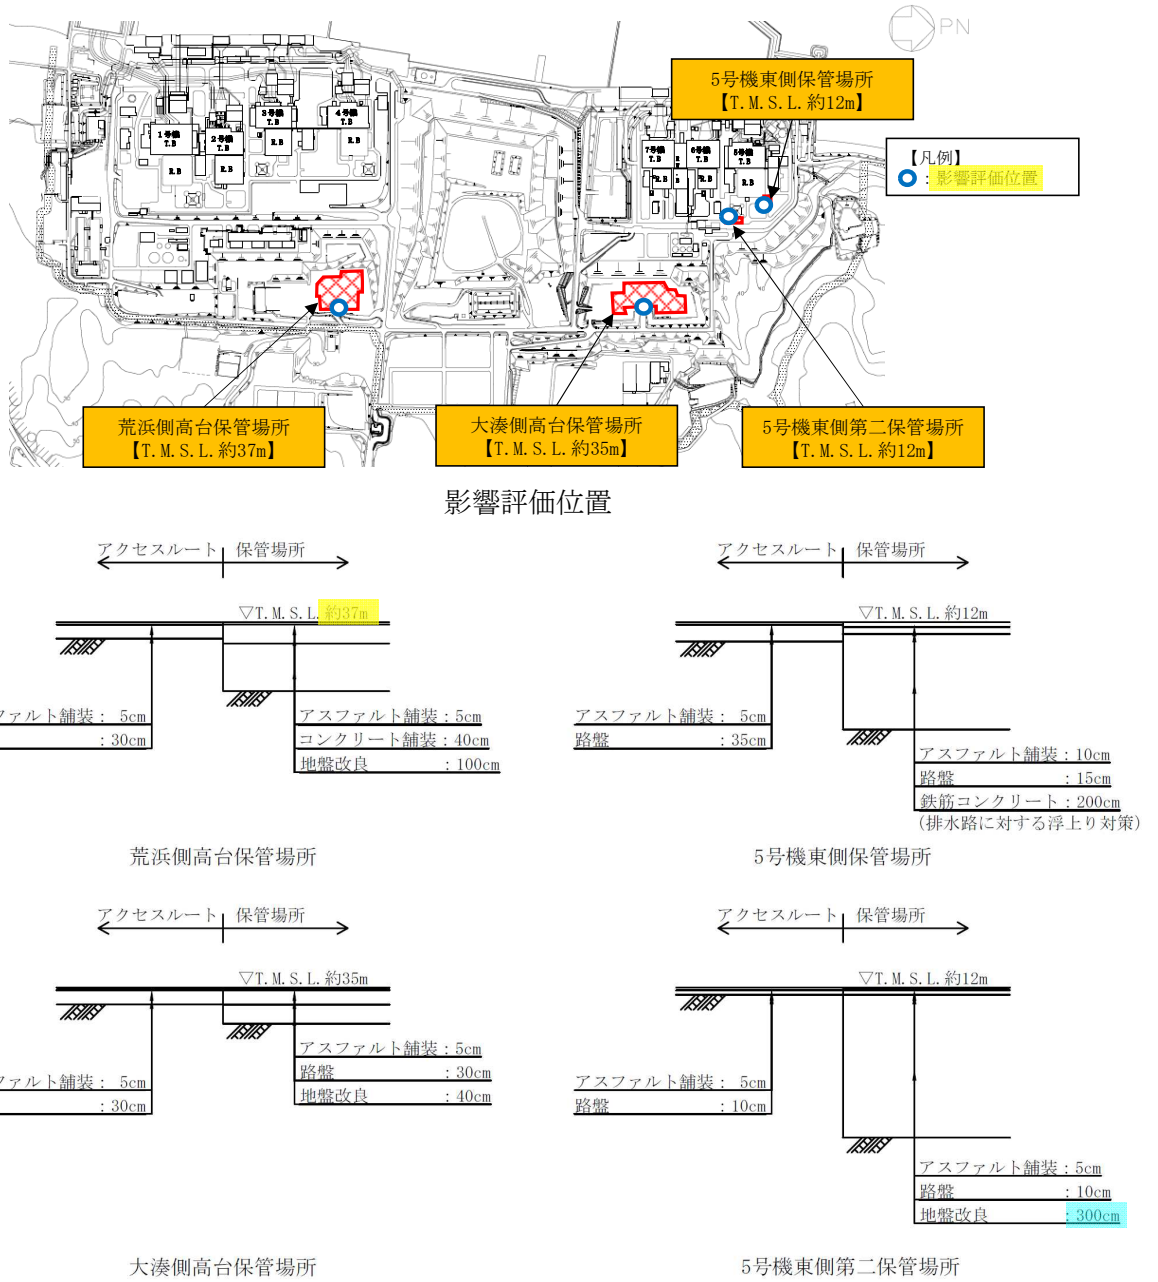 PN
5号機東側保管場所
【T.M.S.L.約12m】
【凡例】
：影響評価位置
1号機
T.B
2号機
T.B
R.B
R.B
3号機
T.B
R.B
4号機
T.B
R.B
7号機
T.B
R.B
6号機
T.B
R.B
5号機
T.B
R.B
荒浜側高台保管場所
【T.M.S.L.約37m】
大湊側高台保管場所
【T.M.S.L.約35m】
5号機東側第二保管場所
【T.M.S.L.約12m】
影響評価位置
アクセスルート 保管場所
▽T.M.S.L.約37m
ファルト舗装： 5cm
：30cm
アスファルト舗装：5cm
コンクリート舗装：40cm
地盤改良 ：100cm
荒浜側高台保管場所
アクセスルート 保管場所
▽T.M.S.L.約12m
アスファルト舗装： 5cm
路盤 ：35cm
アスファルト舗装：10cm
路盤 ：15cm
鉄筋コンクリート：200cm
(排水路に対する浮上り対策)
5号機東側保管場所
アクセスルート 保管場所
▽T.M.S.L.約35m
ファルト舗装： 5cm
：30cm
アスファルト舗装：5cm
路盤 ：30cm
地盤改良 ：40cm
大湊側高台保管場所
アクセスルート 保管場所
▽T.M.S.L.約12m
アスファルト舗装： 5cm
路盤 ：10cm
アスファルト舗装：5cm
路盤 ：10cm
地盤改良 ：300cm
5号機東側第二保管場所